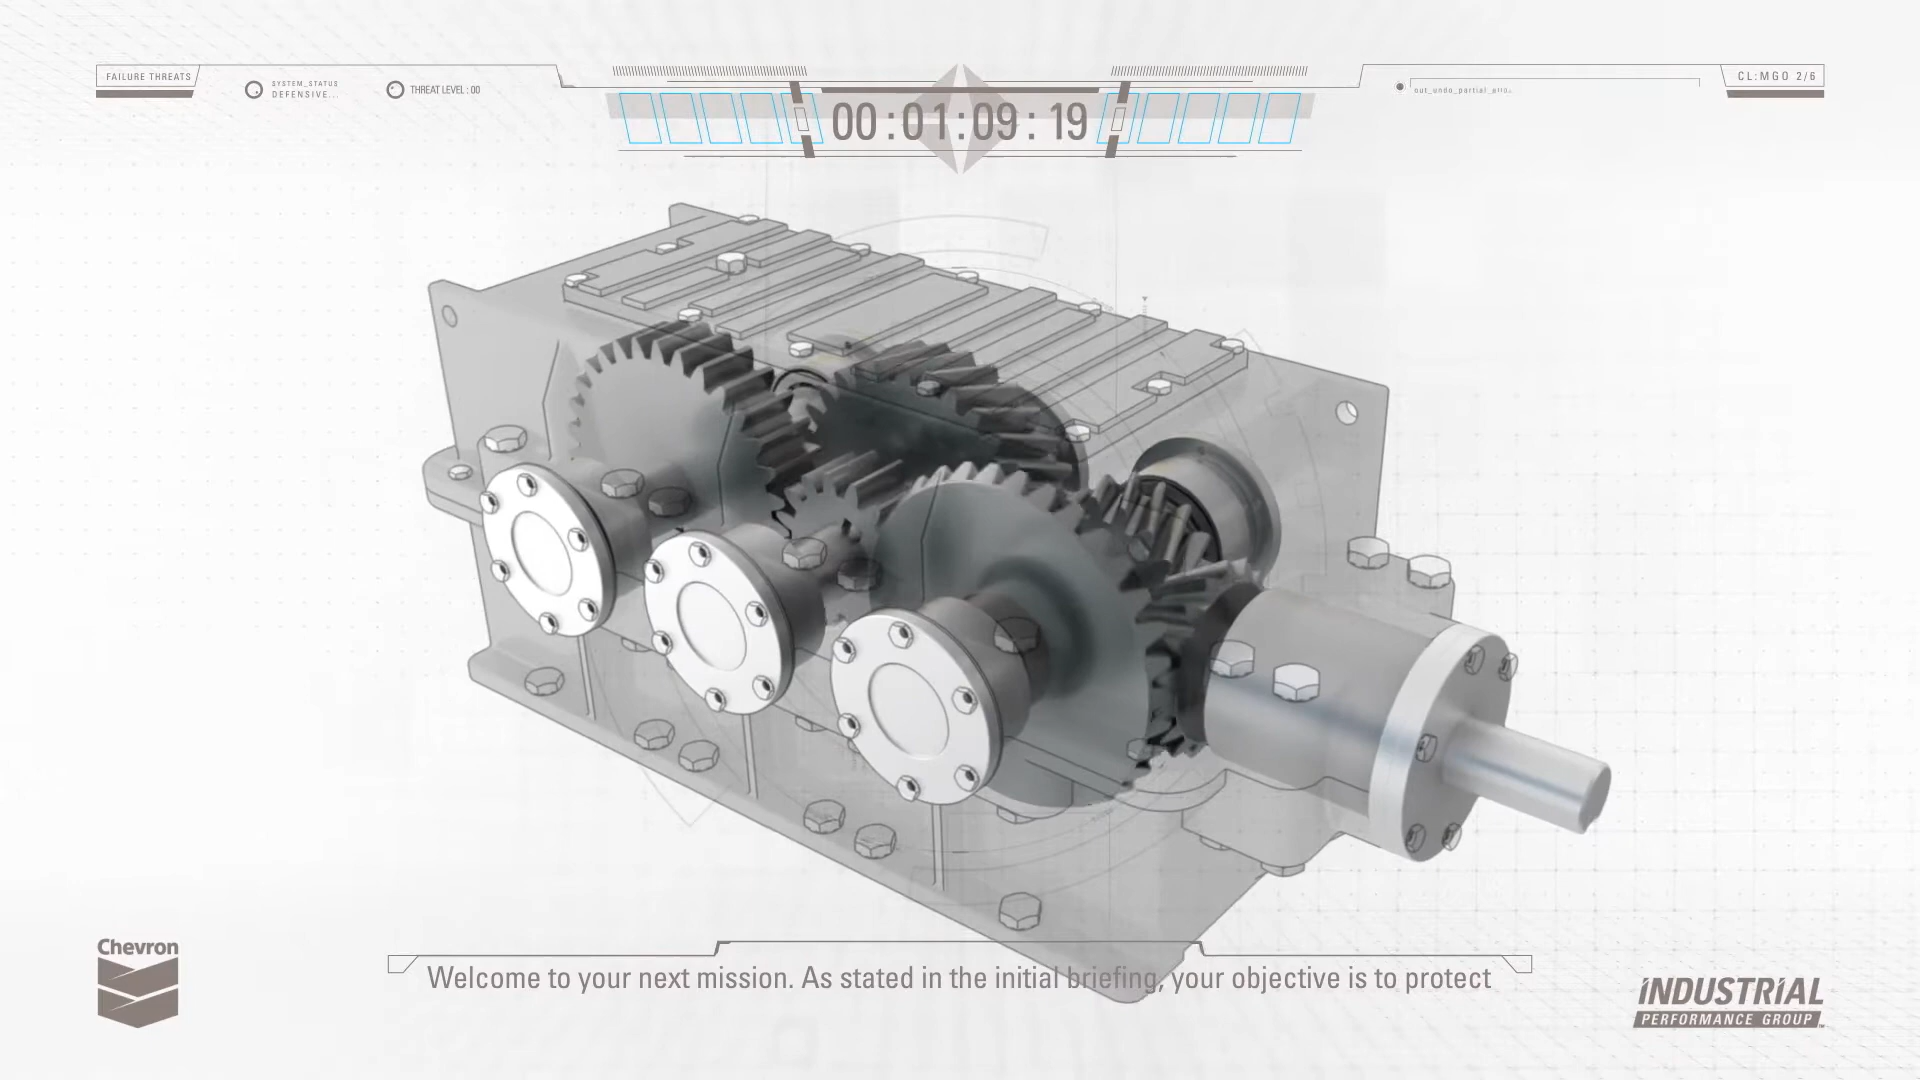 FAILURE THREATS
SYSTEM_STATUS
DEFENSIVE...
THREAT LEVEL : 00
00:01:09:19
CL:MGO 2/6
Chevron
Welcome to your next mission. As stated in the initial briefing, your objective is to protect
INDUSTRIAL
PERFORMANCE GROUP